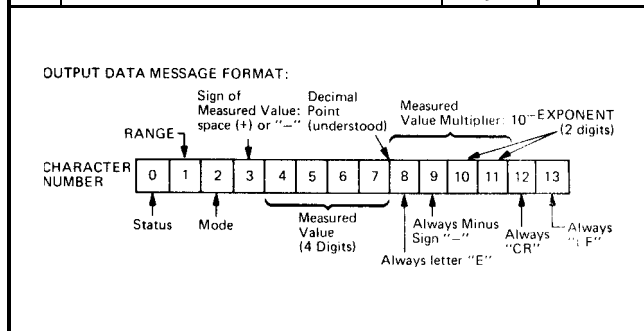 OUTPUT DATA MESSAGE FORMAT:
Sign of
Measured Value:
space (+) or "—"
Decimal
Point
(understood)
Measured
Value Multiplier: 10—EXPONENT
(2 digits)
RANGE
CHARACTER
NUMBER
0 1 2 3 4 5 6 7 8 9 10 11 12 13
Status
Mode
Measured
Value
(4 Digits)
Always letter "E"
Always Minus
Sign "—"
Always
"CR"
Always